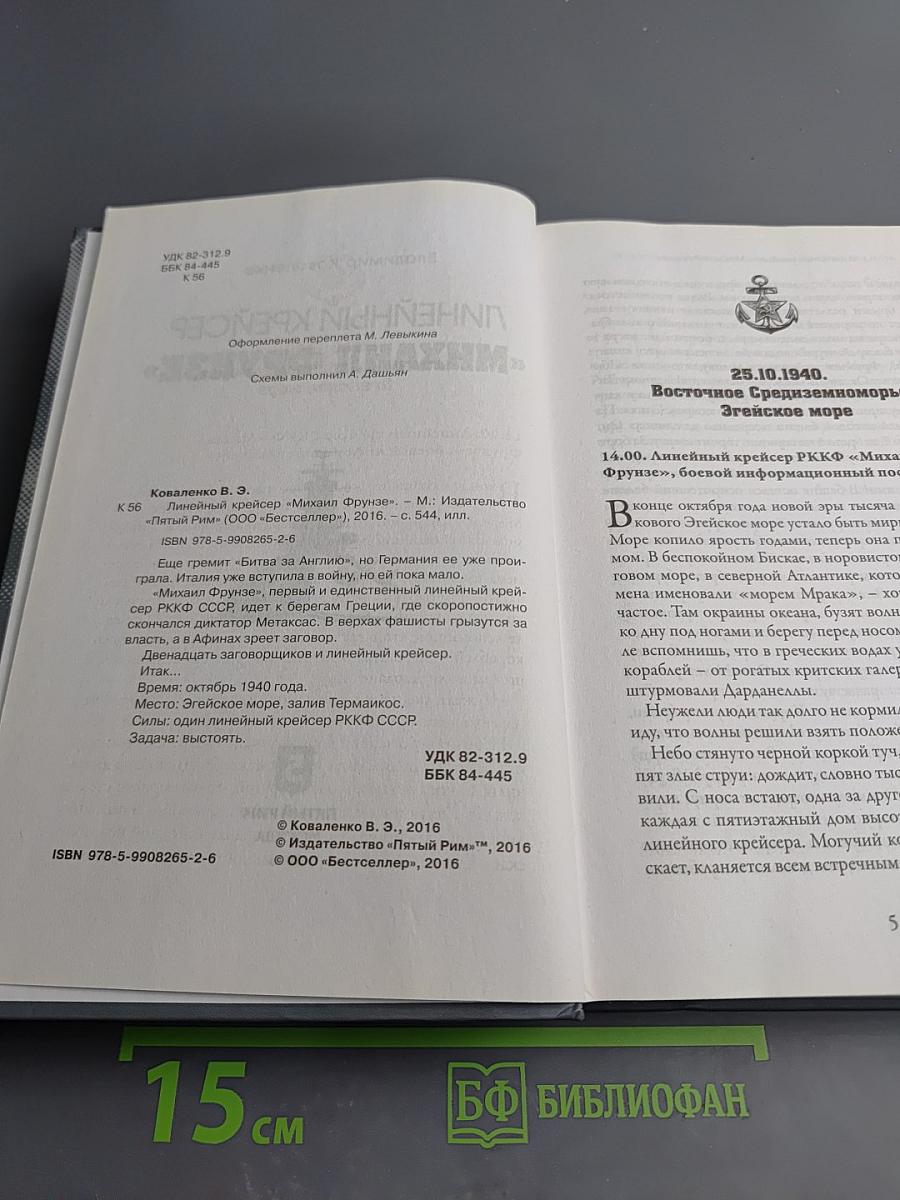 УДК 82-312.9
ББК 84-445
К 56
Оформление переплета М. Левыкина
Схемы выполнил А. Дашьян
Коваленко В. Э.
К 56 Линейный крейсер «Михаил Фрунзе». – М.: Издательство
«Пятый Рим» (ООО «Бестселлер»), 2016. – с. 544, илл.
ISBN 978-5-9908265-2-6
Еще гремит «Битва за Англию», но Германия ее уже прои-
грала. Италия уже вступила в войну, но ей пока мало.
«Михаил Фрунзе», первый и единственный линейный крей-
сер РККФ СССР, идет к берегам Греции, где скоропостижно
скончался диктатор Метаксас. В верхах фашисты грызутся за
власть, а в Афинах зреет заговор.
Двенадцать заговорщиков и линейный крейсер.
Итак...
Время: октябрь 1940 года.
Место: Эгейское море, залив Термаикос.
Силы: один линейный крейсер РККФ СССР.
Задача: выстоять.
УДК 82-312.9
ББК 84-445
© Коваленко В. Э., 2016
© Издательство «Пятый Рим»™, 2016
© ООО «Бестселлер», 2016
ISBN 978-5-9908265-2-6
25.10.1940.
Восточное Средиземноморье
Эгейское море
14.00. Линейный крейсер РККФ «Миха
Фрунзе», боевой информационный пос
В конце октября года новой эры тысяча
кового Эгейское море устало быть мир
Море копило ярость годами, теперь она п
мом. В беспокойном Бискае, в норовистом
говом море, в северной Атлантике, кото
мена именовали «морем Мрака», – хо
частое. Там окраины океана, бузят волн
ко дну под ногами и берегу перед носом
ле вспомнишь, что в греческих водах у
кораблей – от рогатых критских галер
штурмовали Дарданеллы.
Неужели люди так долго не кормил
иду, что волны решили взять положе
Небо стянуто черной коркой туч,
пят злые струи: дождит, словно тыс
вили. С носа встают, одна за друго
каждая с пятиэтажный дом высот
линейного крейсера. Могучий ко
скает, кланяется всем встречным
5
15 см
БФ БИБЛИОФАН